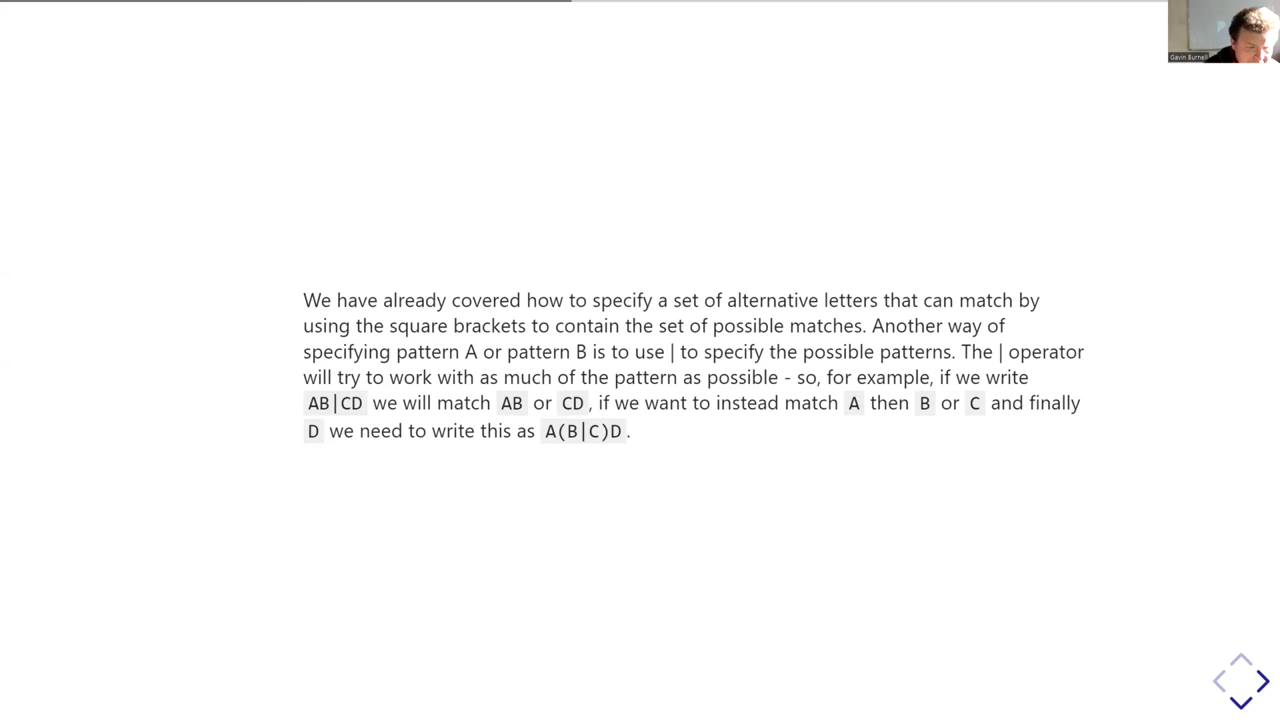 Gavin Burnell
We have already covered how to specify a set of alternative letters that can match by
using the square brackets to contain the set of possible matches. Another way of
specifying pattern A or pattern B is to use | to specify the possible patterns. The | operator
will try to work with as much of the pattern as possible - so, for example, if we write
AB|CD we will match AB or CD, if we want to instead match A then B or C and finally
D we need to write this as A(B|C)D.